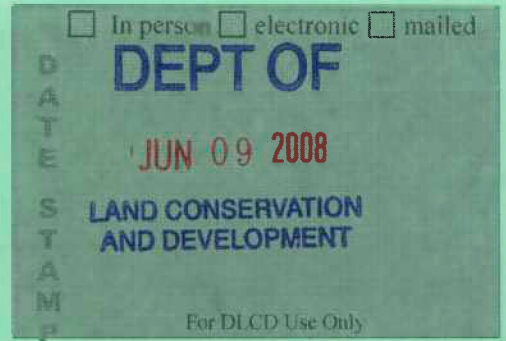 ☐ In person ☐ electronic ☐ mailed
DATE STAMP
DEPT OF
JUN 09 2008
LAND CONSERVATION
AND DEVELOPMENT
For DLCD Use Only